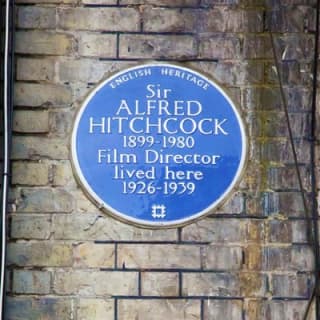 ENGLISH HERITAGE
Sir
ALFRED
HITCHCOCK
1899-1980
Film Director
lived here
1926-1939